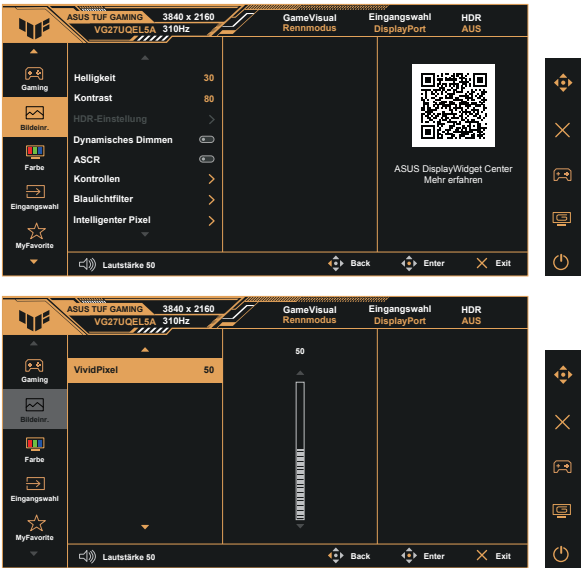 ASUS TUF GAMING 3840 x 2160 GameVisual Eingangswahl HDR
VG27UQEL5A 310Hz Rennmodus DisplayPort AUS
Gaming
Bildeinr.
Farbe
Eingangswahl
MyFavorite
Helligkeit 30
Kontrast 80
HDR-Einstellung
Dynamisches Dimmen
ASCR
Kontrollen
Blaulichtfilter
Intelligenter Pixel
ASUS DisplayWidget Center
Mehr erfahren
Lautstärke 50 Back Enter Exit
ASUS TUF GAMING 3840 x 2160 GameVisual Eingangswahl HDR
VG27UQEL5A 310Hz Rennmodus DisplayPort AUS
Gaming
Bildeinr.
Farbe
Eingangswahl
MyFavorite
VividPixel 50
50
Lautstärke 50 Back Enter Exit